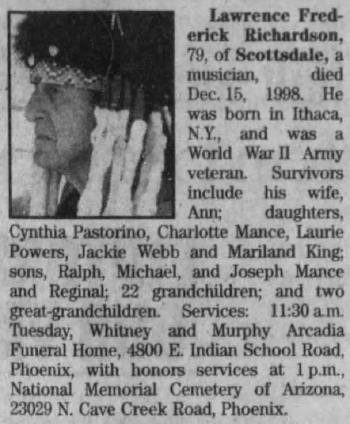 Lawrence Fred-
erick Richardson,
79, of Scottsdale, a
musician, died
Dec. 15, 1998. He
was born in Ithaca,
N.Y., and was a
World War II Army
veteran. Survivors
include his wife,
Ann; daughters,
Cynthia Pastorino, Charlotte Mance, Laurie
Powers, Jackie Webb and Mariland King;
sons, Ralph, Michael, and Joseph Mance
and Reginal; 22 grandchildren; and two
great-grandchildren. Services: 11:30 a.m.
Tuesday, Whitney and Murphy Arcadia
Funeral Home, 4800 E. Indian School Road,
Phoenix, with honors services at 1 p.m.,
National Memorial Cemetery of Arizona,
23029 N. Cave Creek Road, Phoenix.